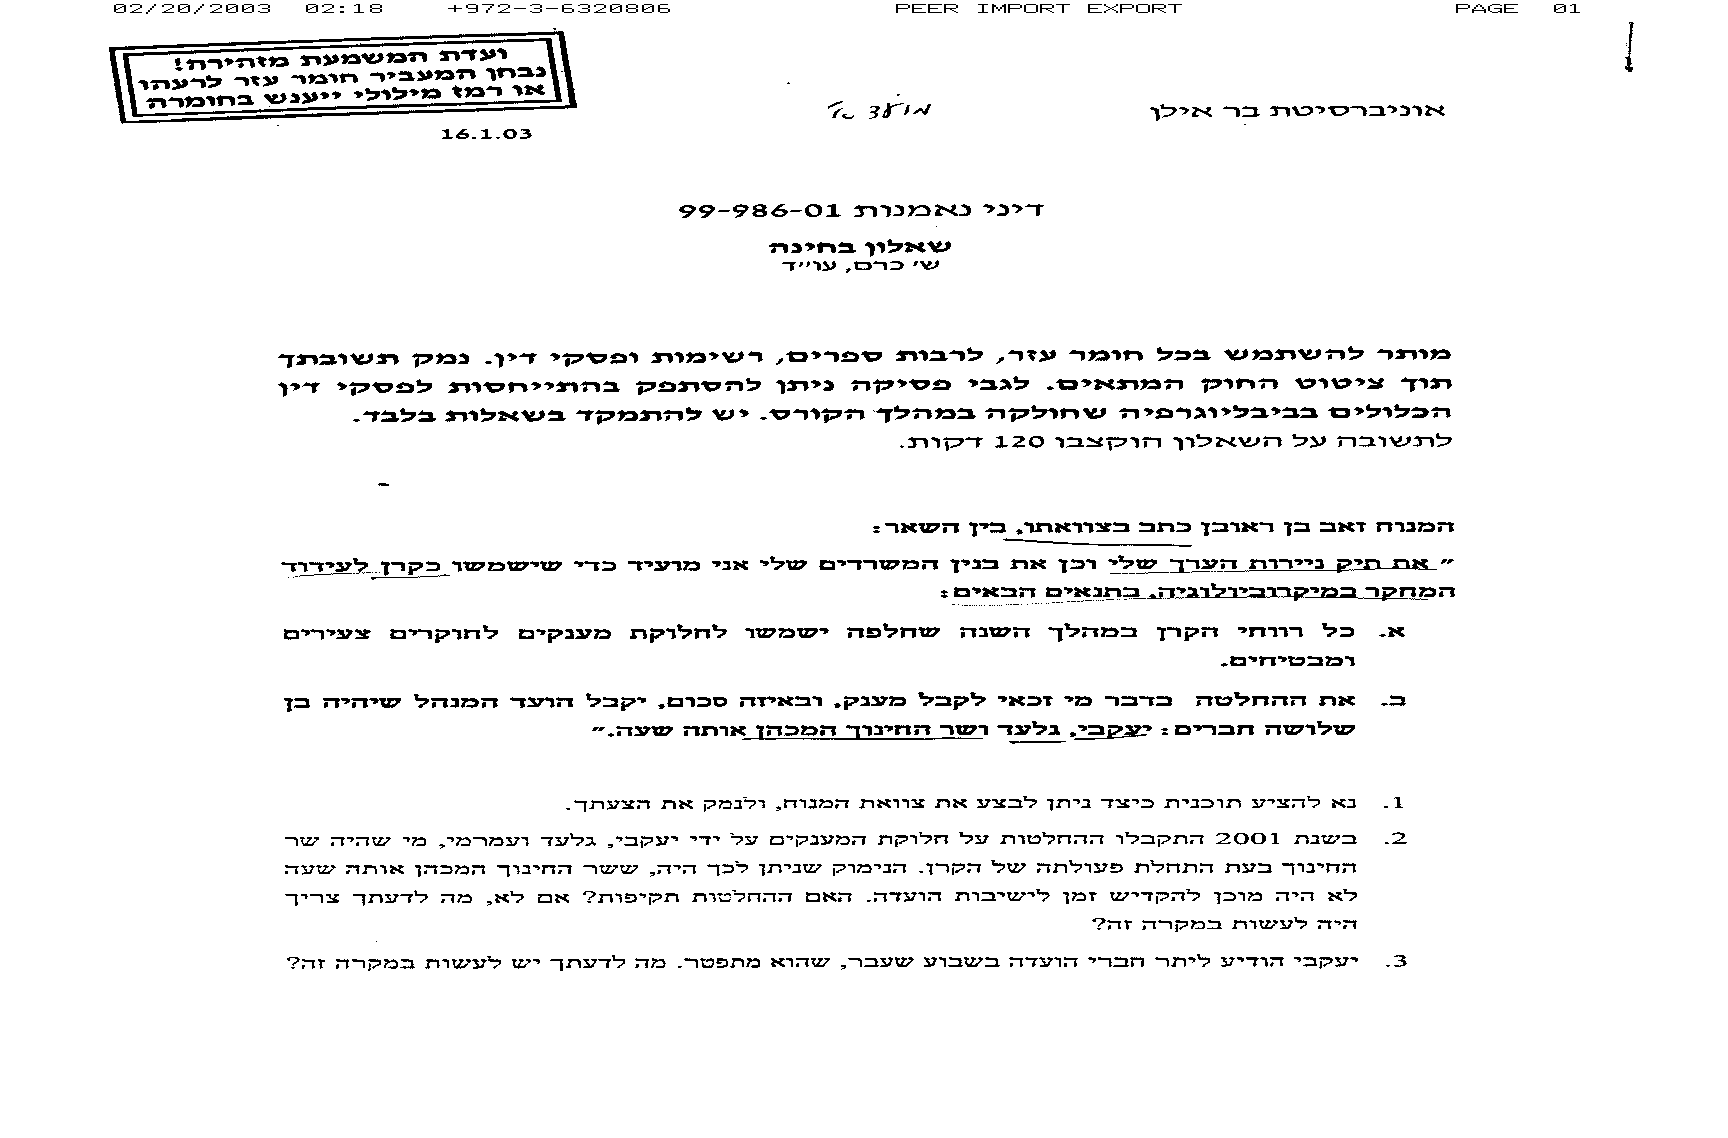 02/20/2003 02:18 +972-3-6320806 PEER IMPORT EXPORT PAGE 01
ועדת המשמעת מזהירה!
נבחן המעביר חומר עזר לרעהו
או רמז מילולי ייענש בחומרה
אוניברסיטת בר אילן
מועד א'
16.1.03
דיני נאמנות 99-986-01
שאלון בחינה
ש' כרם, עו״ד
מותר להשתמש בכל חומר עזר, לרבות ספרים, רשימות ופסקי דין. נמק תשובתך
תוך ציטוט החוק המתאים. לגבי פסיקה ניתן להסתפק בהתייחסות לפסקי דין
הכלולים בביבליוגרפיה שחולקה במהלך הקורס. יש להתמקד בשאלות בלבד.
לתשובה על השאלון הוקצבו 120 דקות.
המנוח זאב בן ראובן כתב בצוואתו, בין השאר:
״ את תיק ניירות הערך שלי וכן את בנין המשרדים שלי אני מועיד כדי שישמשו כקרן לעידוד
המחקר במיקרוביולוגיה, בתנאים הבאים:
א. כל רווחי הקרן במהלך השנה שחלפה ישמשו לחלוקת מענקים לחוקרים צעירים
ומבטיחים.
ב. את ההחלטה בדבר מי זכאי לקבל מענק, ובאיזה סכום, יקבל הועד המנהל שיהיה בן
שלושה חברים: יעקבי, גלעד ושר החינוך המכהן אותה שעה.״
1. נא להציע תוכנית כיצד ניתן לבצע את צוואת המנוח, ולנמק את הצעתך.
2. בשנת 2001 התקבלו ההחלטות על חלוקת המענקים על ידי יעקבי, גלעד ועמרמי, מי שהיה שר
החינוך בעת התחלת פעולתה של הקרן. הנימוק שניתן לכך היה, ששר החינוך המכהן אותה שעה
לא היה מוכן להקדיש זמן לישיבות הועדה. האם ההחלטות תקיפות? אם לא, מה לדעתך צריך
היה לעשות במקרה זה?
3. יעקבי הודיע ליתר חברי הועדה בשבוע שעבר, שהוא מתפטר. מה לדעתך יש לעשות במקרה זה?